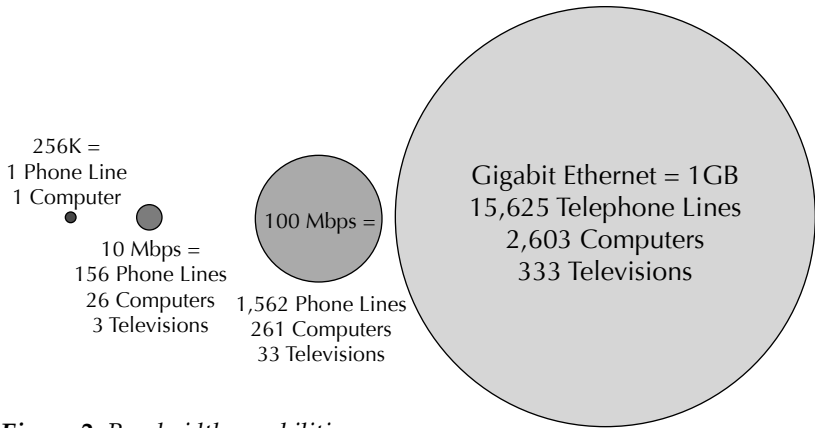 256K =
1 Phone Line
1 Computer
10 Mbps =
156 Phone Lines
26 Computers
3 Televisions
100 Mbps =
1,562 Phone Lines
261 Computers
33 Televisions
Gigabit Ethernet = 1GB
15,625 Telephone Lines
2,603 Computers
333 Televisions